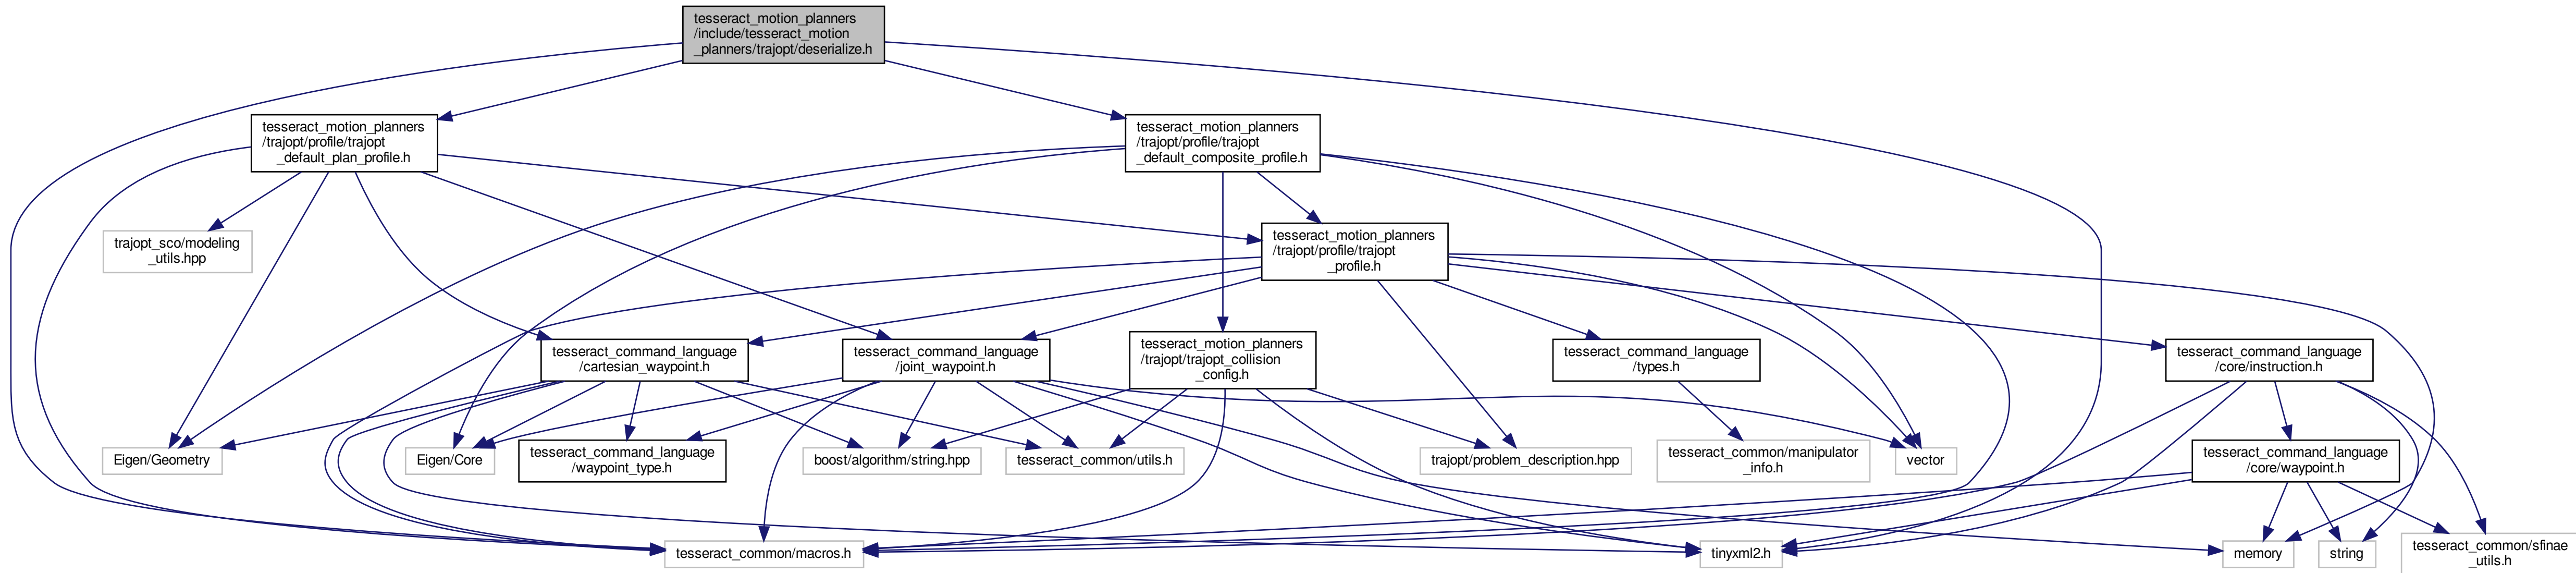 tesseract_motion_planners
/include/tesseract_motion
_planners/trajopt/deserialize.h
tesseract_motion_planners
/trajopt/profile/trajopt
_default_plan_profile.h
tesseract_motion_planners
/trajopt/profile/trajopt
_default_composite_profile.h
trajopt_sco/modeling
_utils.hpp
tesseract_motion_planners
/trajopt/profile/trajopt
_profile.h
tesseract_command_language
/cartesian_waypoint.h
tesseract_command_language
/joint_waypoint.h
tesseract_motion_planners
/trajopt/trajopt_collision
_config.h
tesseract_command_language
/types.h
tesseract_command_language
/core/instruction.h
Eigen/Geometry
Eigen/Core
tesseract_command_language
/waypoint_type.h
boost/algorithm/string.hpp
tesseract_common/utils.h
trajopt/problem_description.hpp
tesseract_common/manipulator
_info.h
vector
tesseract_command_language
/core/waypoint.h
tesseract_common/macros.h
tinyxml2.h
memory
string
tesseract_common/sfinae
_utils.h